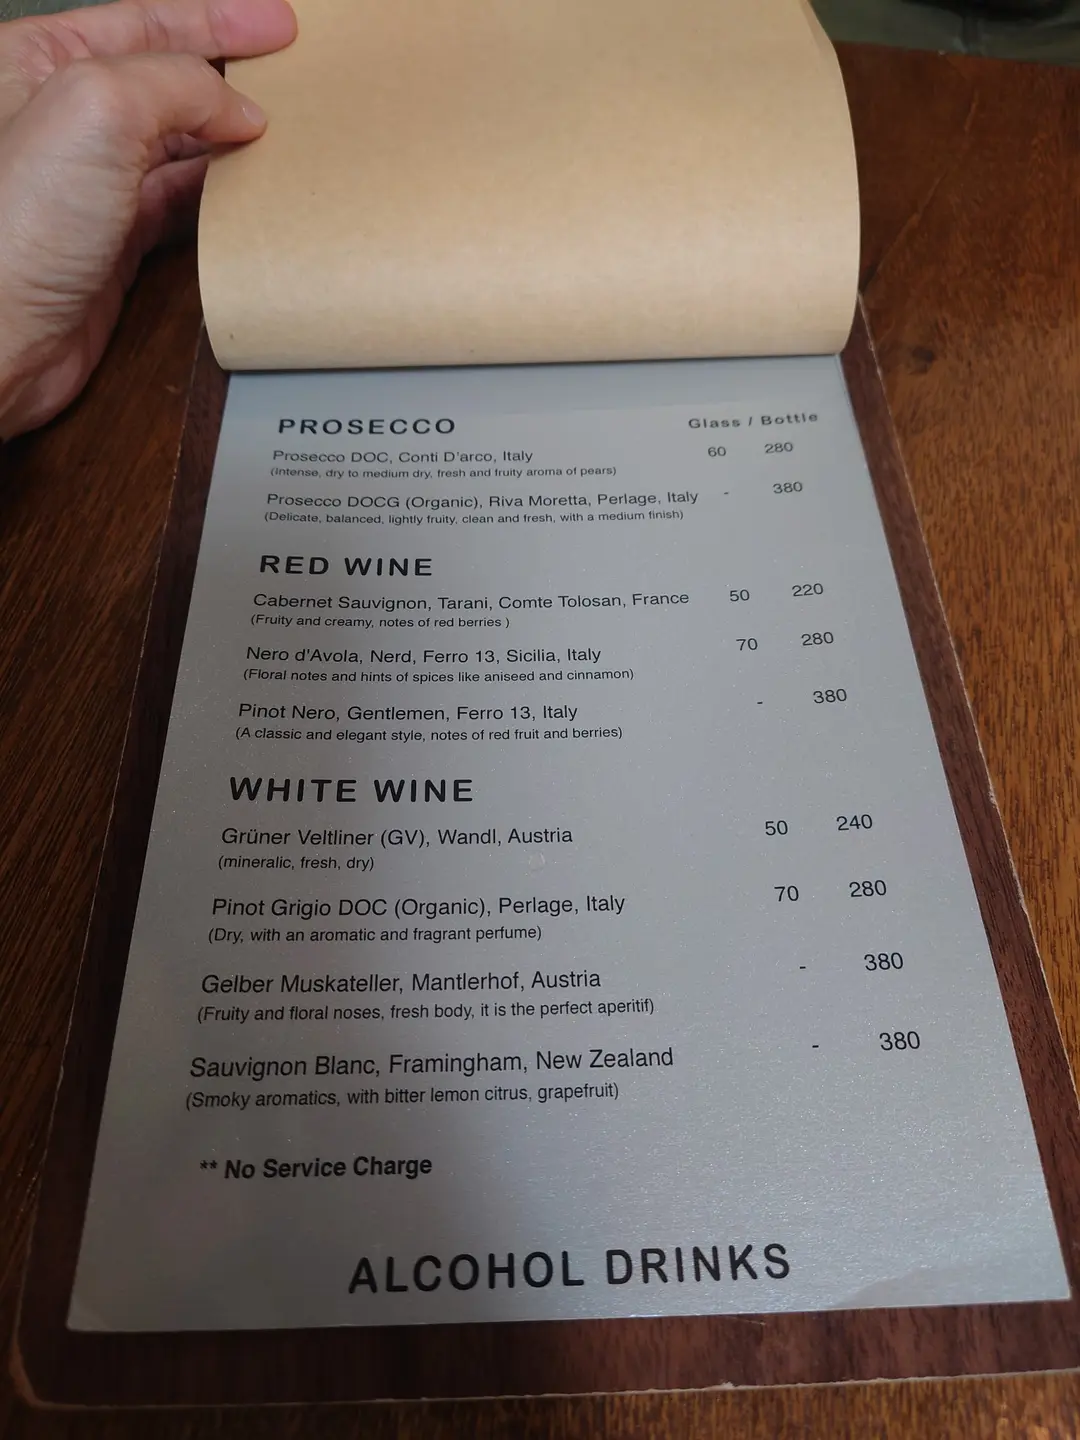 PROSECCO Glass / Bottle
Prosecco DOC, Conti D'arco, Italy 60 280
(Intense, dry to medium dry, fresh and fruity aroma of pears)
Prosecco DOCG (Organic), Riva Moretta, Perlage, Italy - 380
(Delicate, balanced, lightly fruity, clean and fresh, with a medium finish)
RED WINE
Cabernet Sauvignon, Tarani, Comte Tolosan, France 50 220
(Fruity and creamy, notes of red berries )
Nero d'Avola, Nerd, Ferro 13, Sicilia, Italy 70 280
(Floral notes and hints of spices like aniseed and cinnamon)
Pinot Nero, Gentlemen, Ferro 13, Italy - 380
(A classic and elegant style, notes of red fruit and berries)
WHITE WINE
Grüner Veltliner (GV), Wandl, Austria 50 240
(mineralic, fresh, dry)
Pinot Grigio DOC (Organic), Perlage, Italy 70 280
(Dry, with an aromatic and fragrant perfume)
Gelber Muskateller, Mantlerhof, Austria - 380
(Fruity and floral noses, fresh body, it is the perfect aperitif)
Sauvignon Blanc, Framingham, New Zealand - 380
(Smoky aromatics, with bitter lemon citrus, grapefruit)
** No Service Charge
ALCOHOL DRINKS